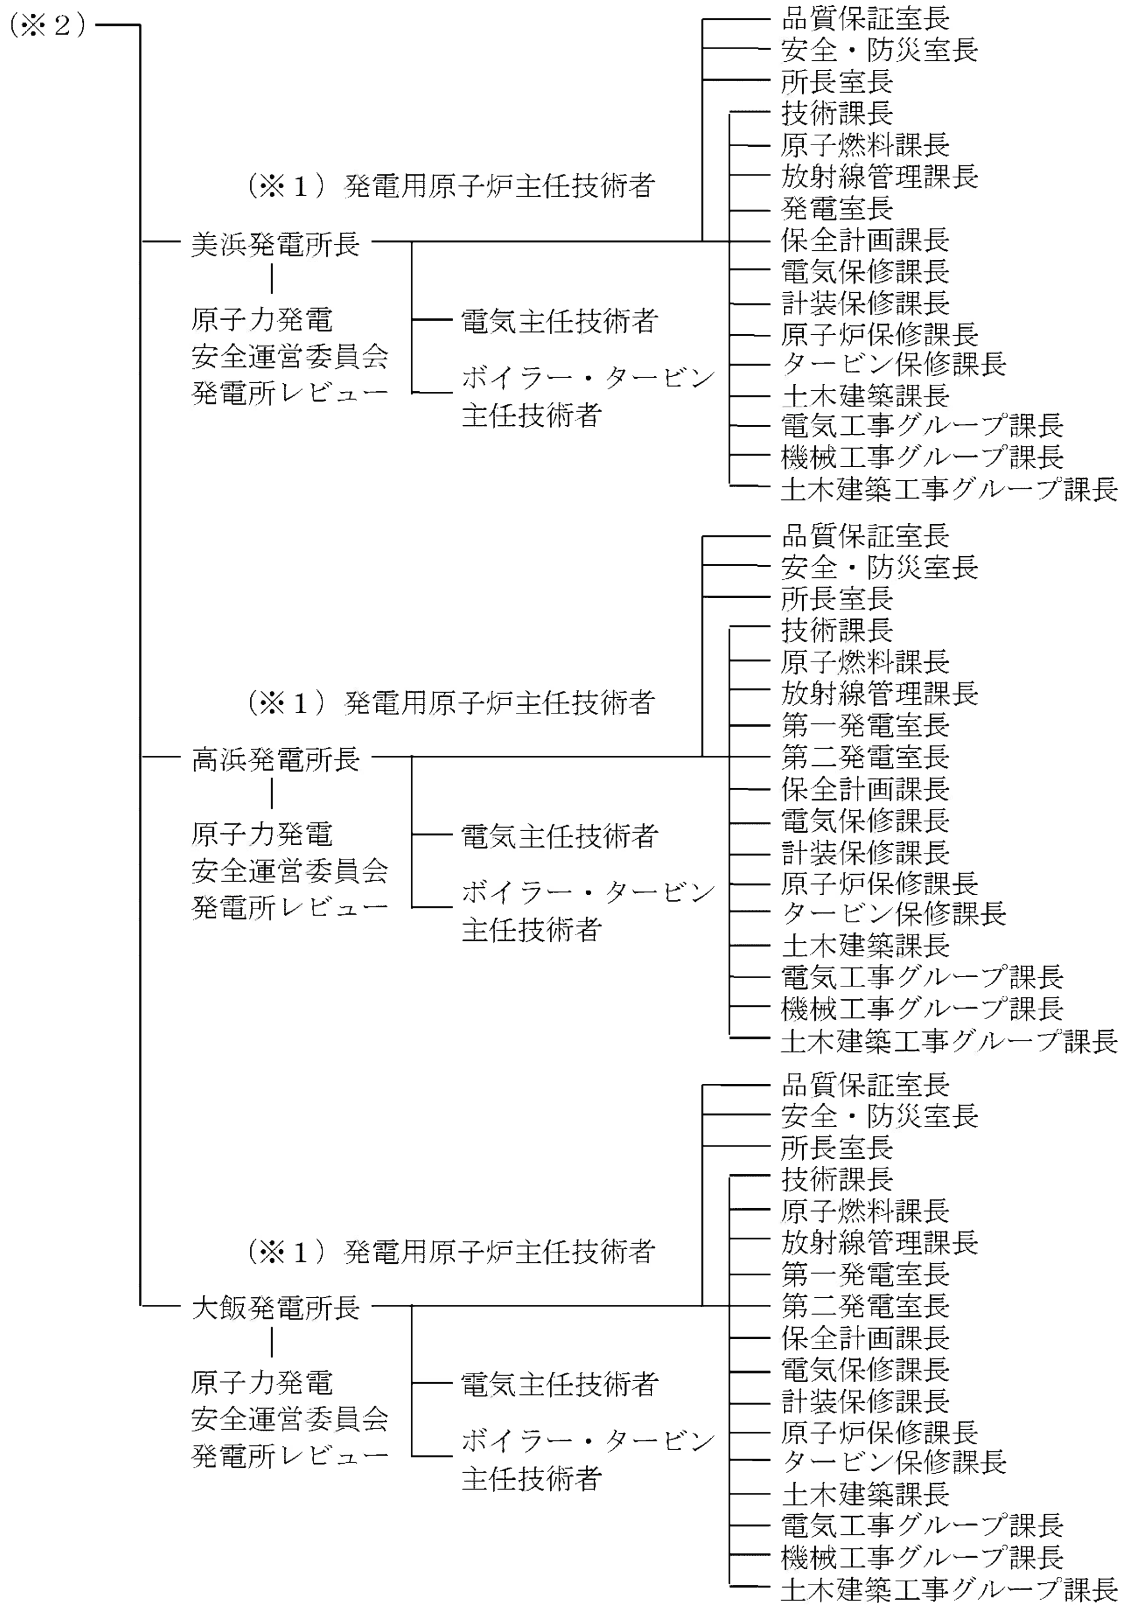 (※２)
品質保証室長
安全・防災室長
所長室長
技術課長
原子燃料課長
放射線管理課長
(※１) 発電用原子炉主任技術者
発電室長
美浜発電所長
保全計画課長
電気保修課長
計装保修課長
原子力発電
電気主任技術者
原子炉保修課長
安全運営委員会
タービン保修課長
発電所レビュー
ボイラー・タービン
主任技術者
土木建築課長
電気工事グループ課長
機械工事グループ課長
土木建築工事グループ課長
品質保証室長
安全・防災室長
所長室長
技術課長
原子燃料課長
放射線管理課長
(※１) 発電用原子炉主任技術者
第一発電室長
高浜発電所長
第二発電室長
保全計画課長
電気保修課長
原子力発電
電気主任技術者
計装保修課長
安全運営委員会
原子炉保修課長
発電所レビュー
ボイラー・タービン
主任技術者
タービン保修課長
土木建築課長
電気工事グループ課長
機械工事グループ課長
土木建築工事グループ課長
品質保証室長
安全・防災室長
所長室長
技術課長
原子燃料課長
放射線管理課長
(※１) 発電用原子炉主任技術者
第一発電室長
大飯発電所長
第二発電室長
保全計画課長
電気保修課長
原子力発電
電気主任技術者
計装保修課長
安全運営委員会
原子炉保修課長
発電所レビュー
ボイラー・タービン
主任技術者
タービン保修課長
土木建築課長
電気工事グループ課長
機械工事グループ課長
土木建築工事グループ課長